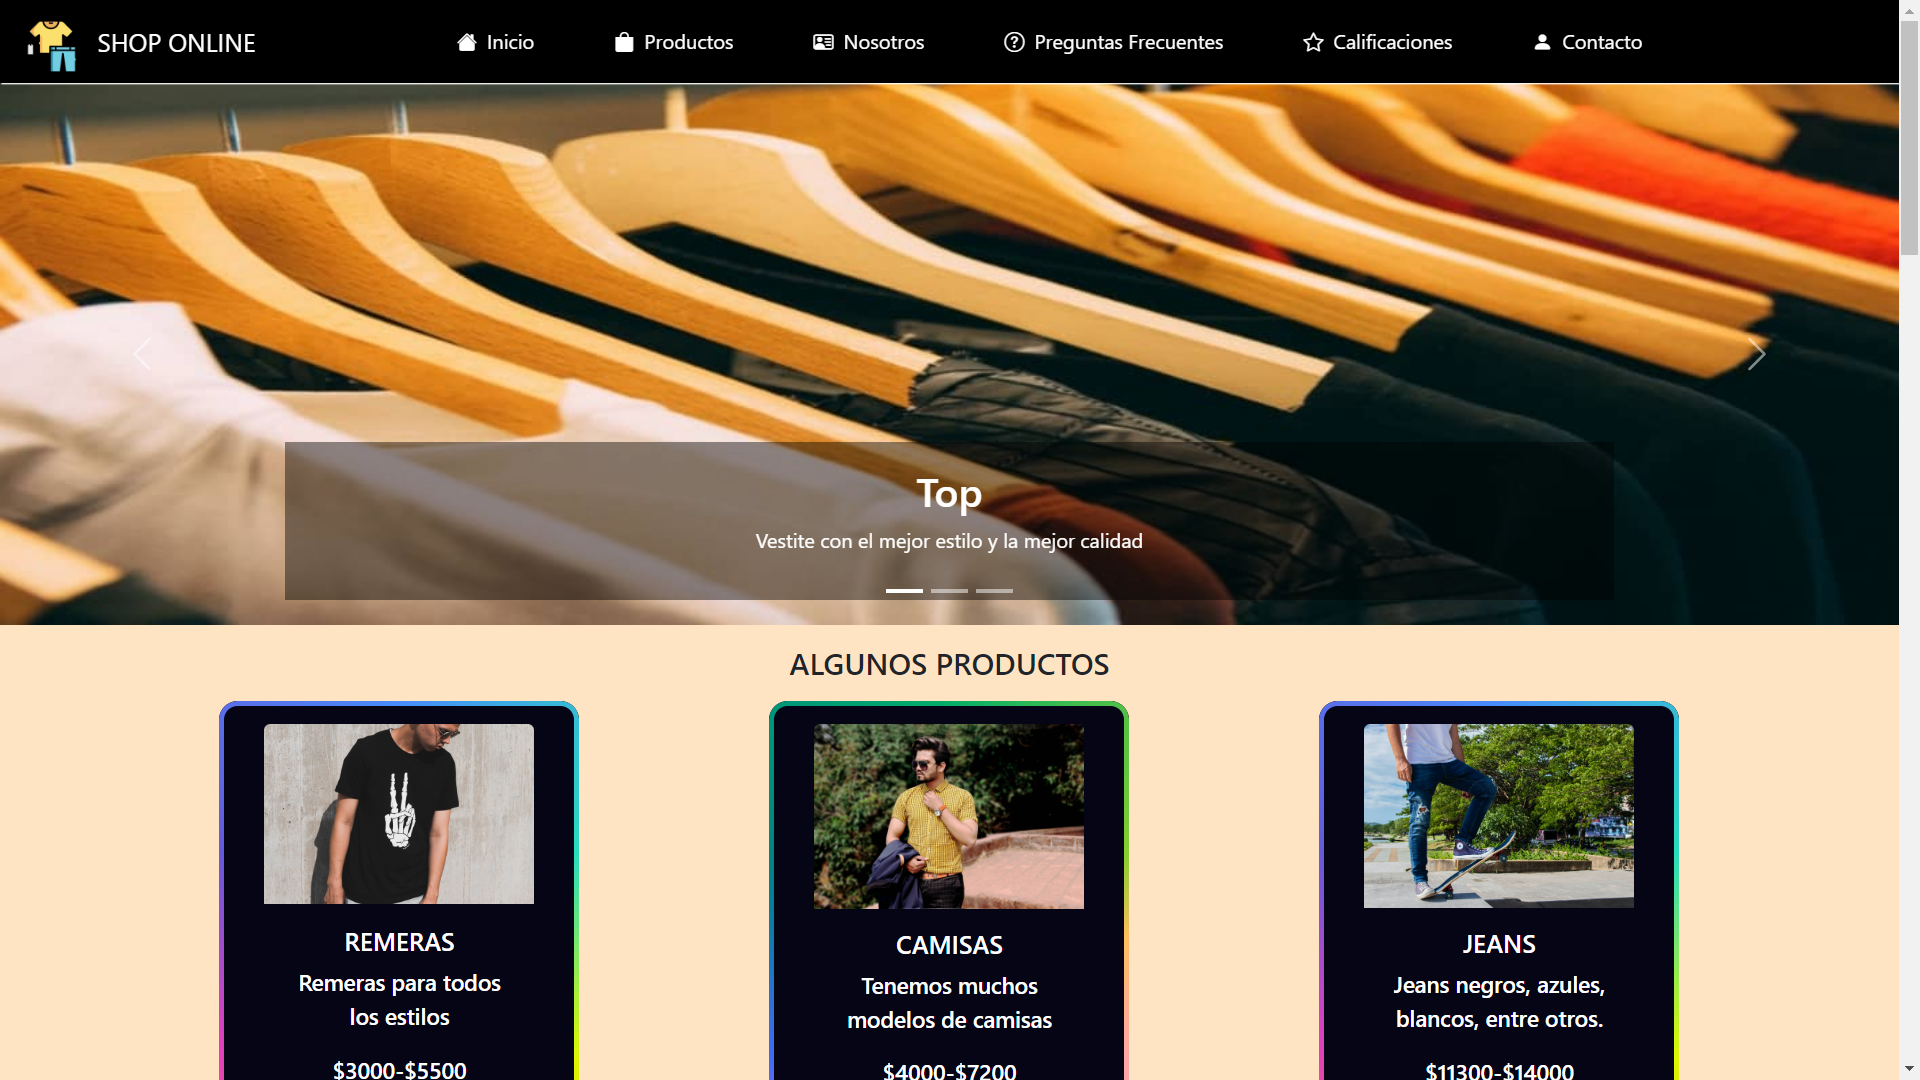 SHOP ONLINE
Inicio
Productos
Nosotros
Preguntas Frecuentes
Calificaciones
Contacto
Top
Vestite con el mejor estilo y la mejor calidad
ALGUNOS PRODUCTOS
REMERAS
Remeras para todos
los estilos
$3000-$5500
CAMISAS
Tenemos muchos
modelos de camisas
$4000-$7200
JEANS
Jeans negros, azules,
blancos, entre otros.
$11300-$14000